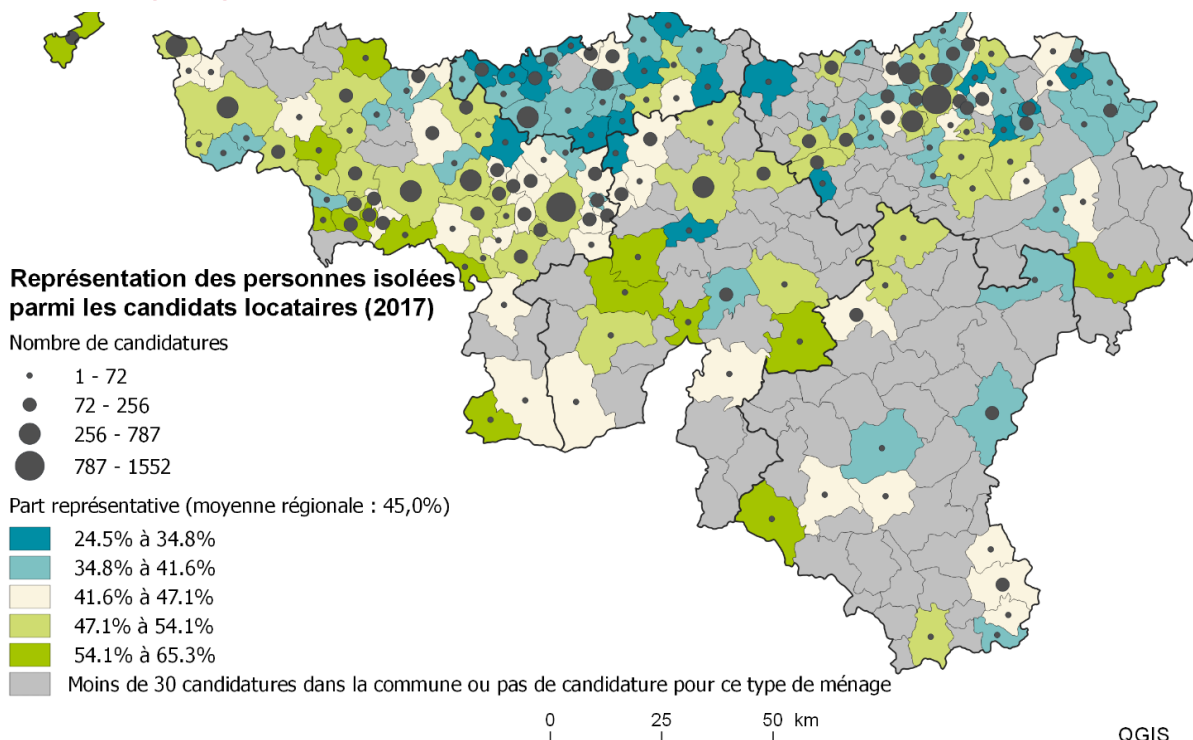 Représentation des personnes isolées
parmi les candidats locataires (2017)
Nombre de candidatures
1 - 72
72 - 256
256 - 787
787 - 1552
Part représentative (moyenne régionale : 45,0%)
24.5% à 34.8%
34.8% à 41.6%
41.6% à 47.1%
47.1% à 54.1%
54.1% à 65.3%
Moins de 30 candidatures dans la commune ou pas de candidature pour ce type de ménage
0 25 50 km
QGIS